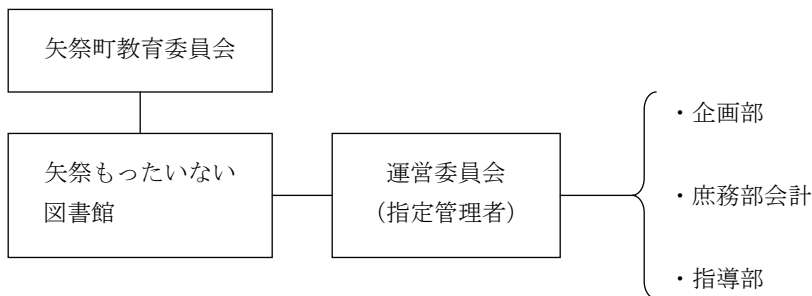 矢祭町教育委員会
矢祭もったいない
図書館
運営委員会
（指定管理者）
・企画部
・庶務部会計
・指導部